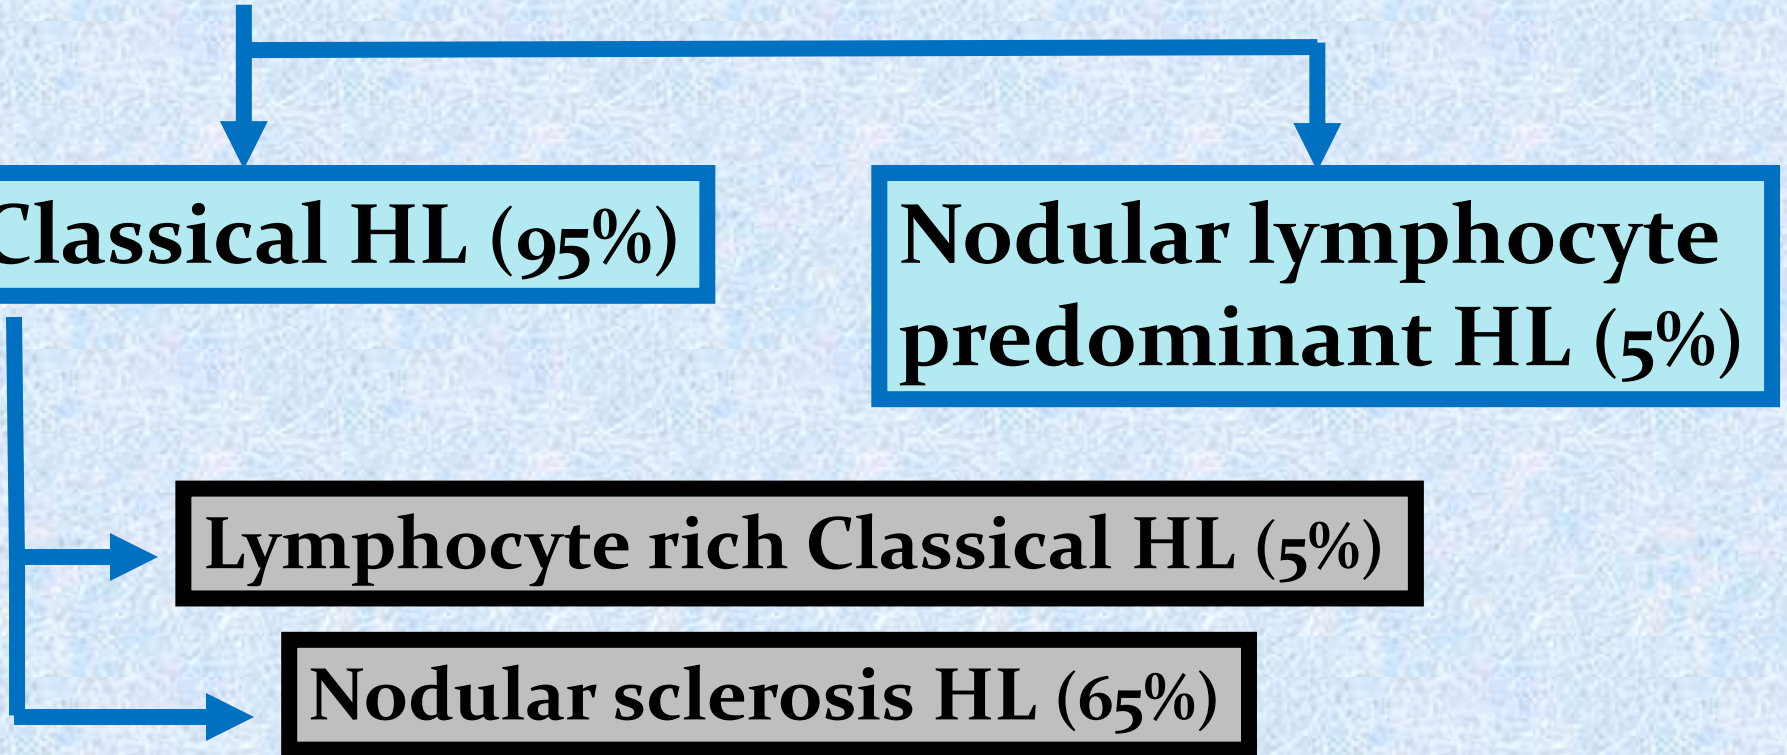 Classical HL (95%)
Nodular lymphocyte
predominant HL (5%)
Lymphocyte rich Classical HL (5%)
Nodular sclerosis HL (65%)